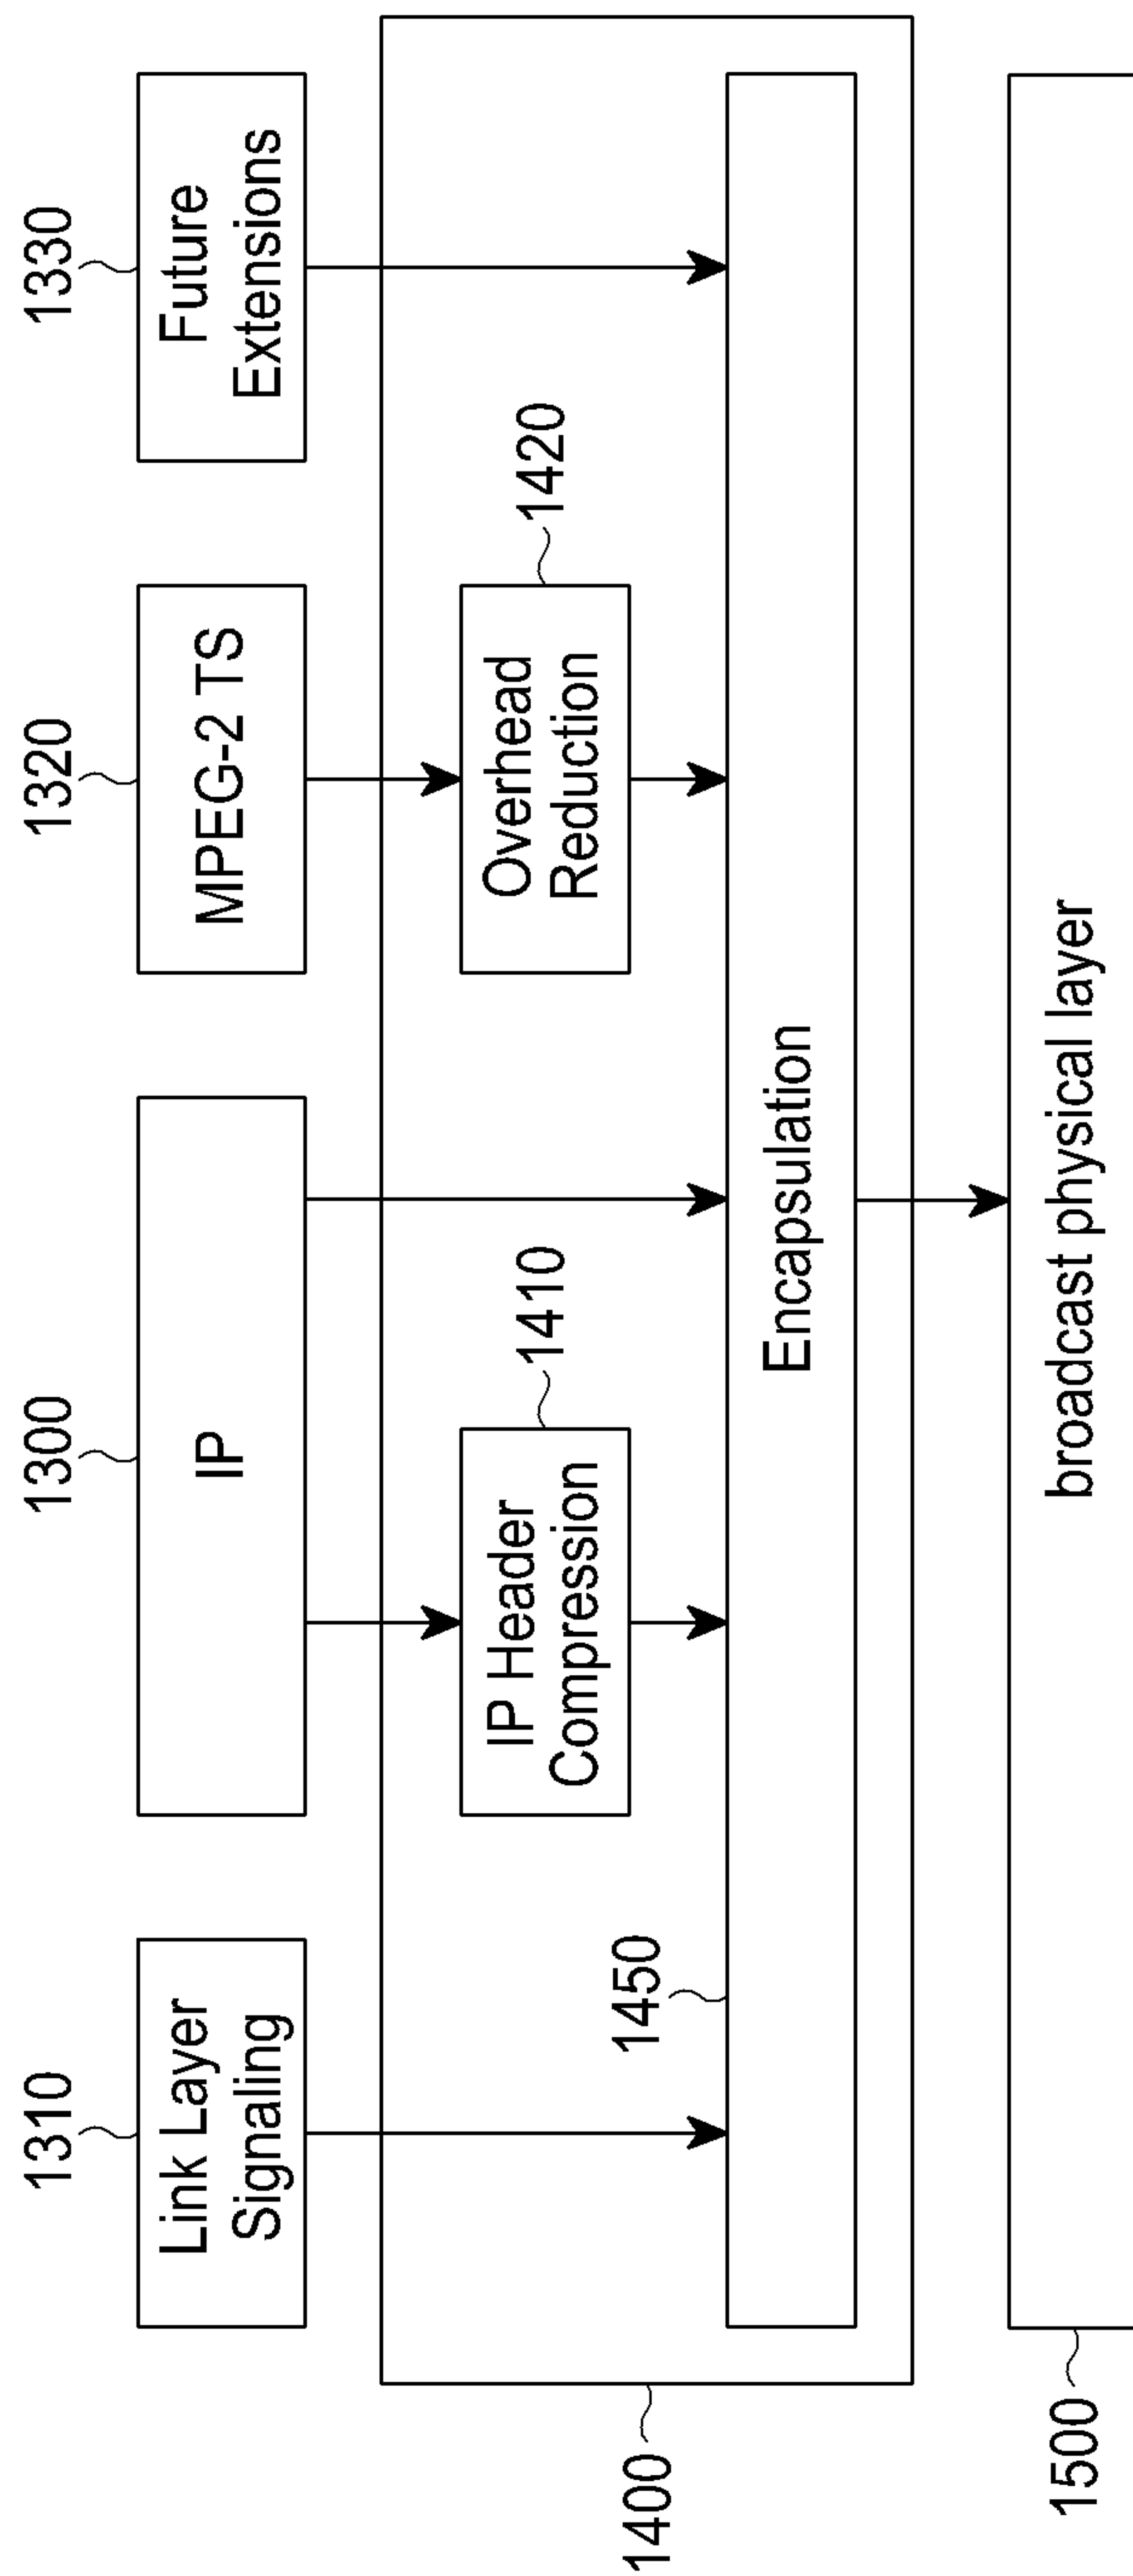 1310
1300
1320
1330
Link Layer
Signaling
IP
MPEG-2 TS
Future
Extensions
1410
1420
IP Header
Compression
Overhead
Reduction
1450
1400
Encapsulation
1500
broadcast physical layer